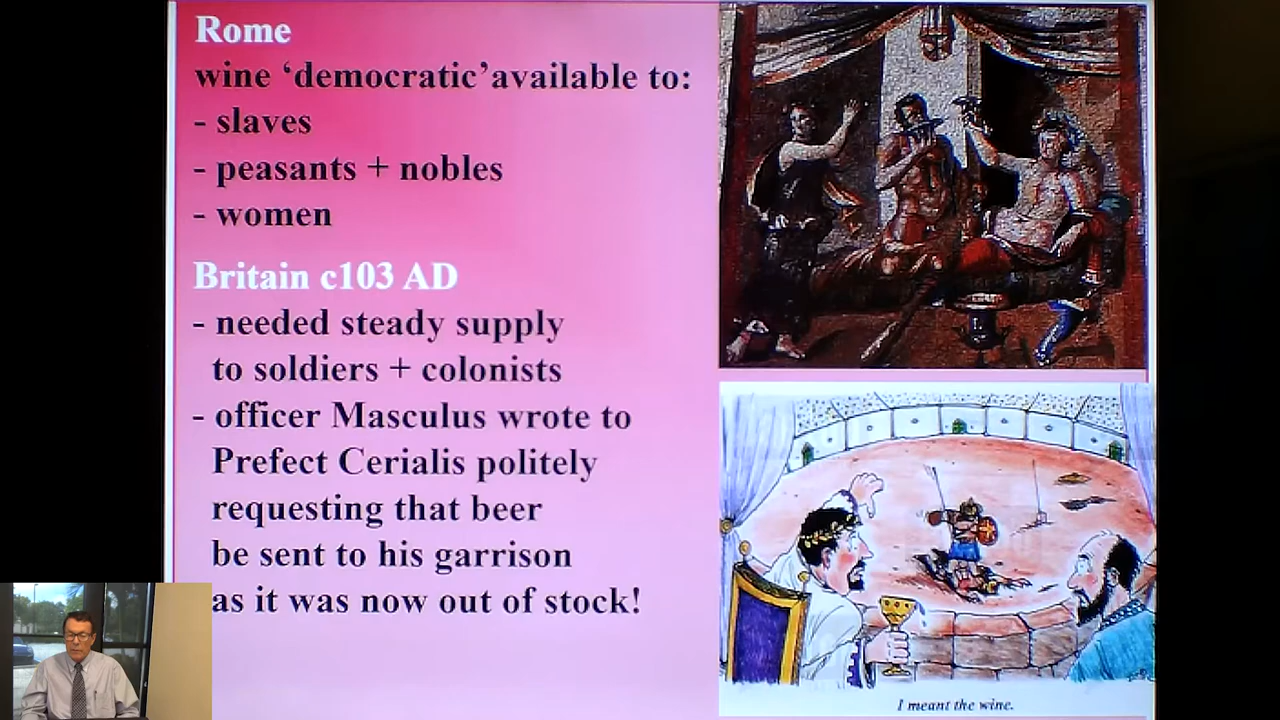 Rome
wine ‘democratic’available to:
- slaves
- peasants + nobles
- women
Britain c103 AD
- needed steady supply
to soldiers + colonists
- officer Masculus wrote to
Prefect Cerialis politely
requesting that beer
be sent to his garrison
as it was now out of stock!
I meant the wine.